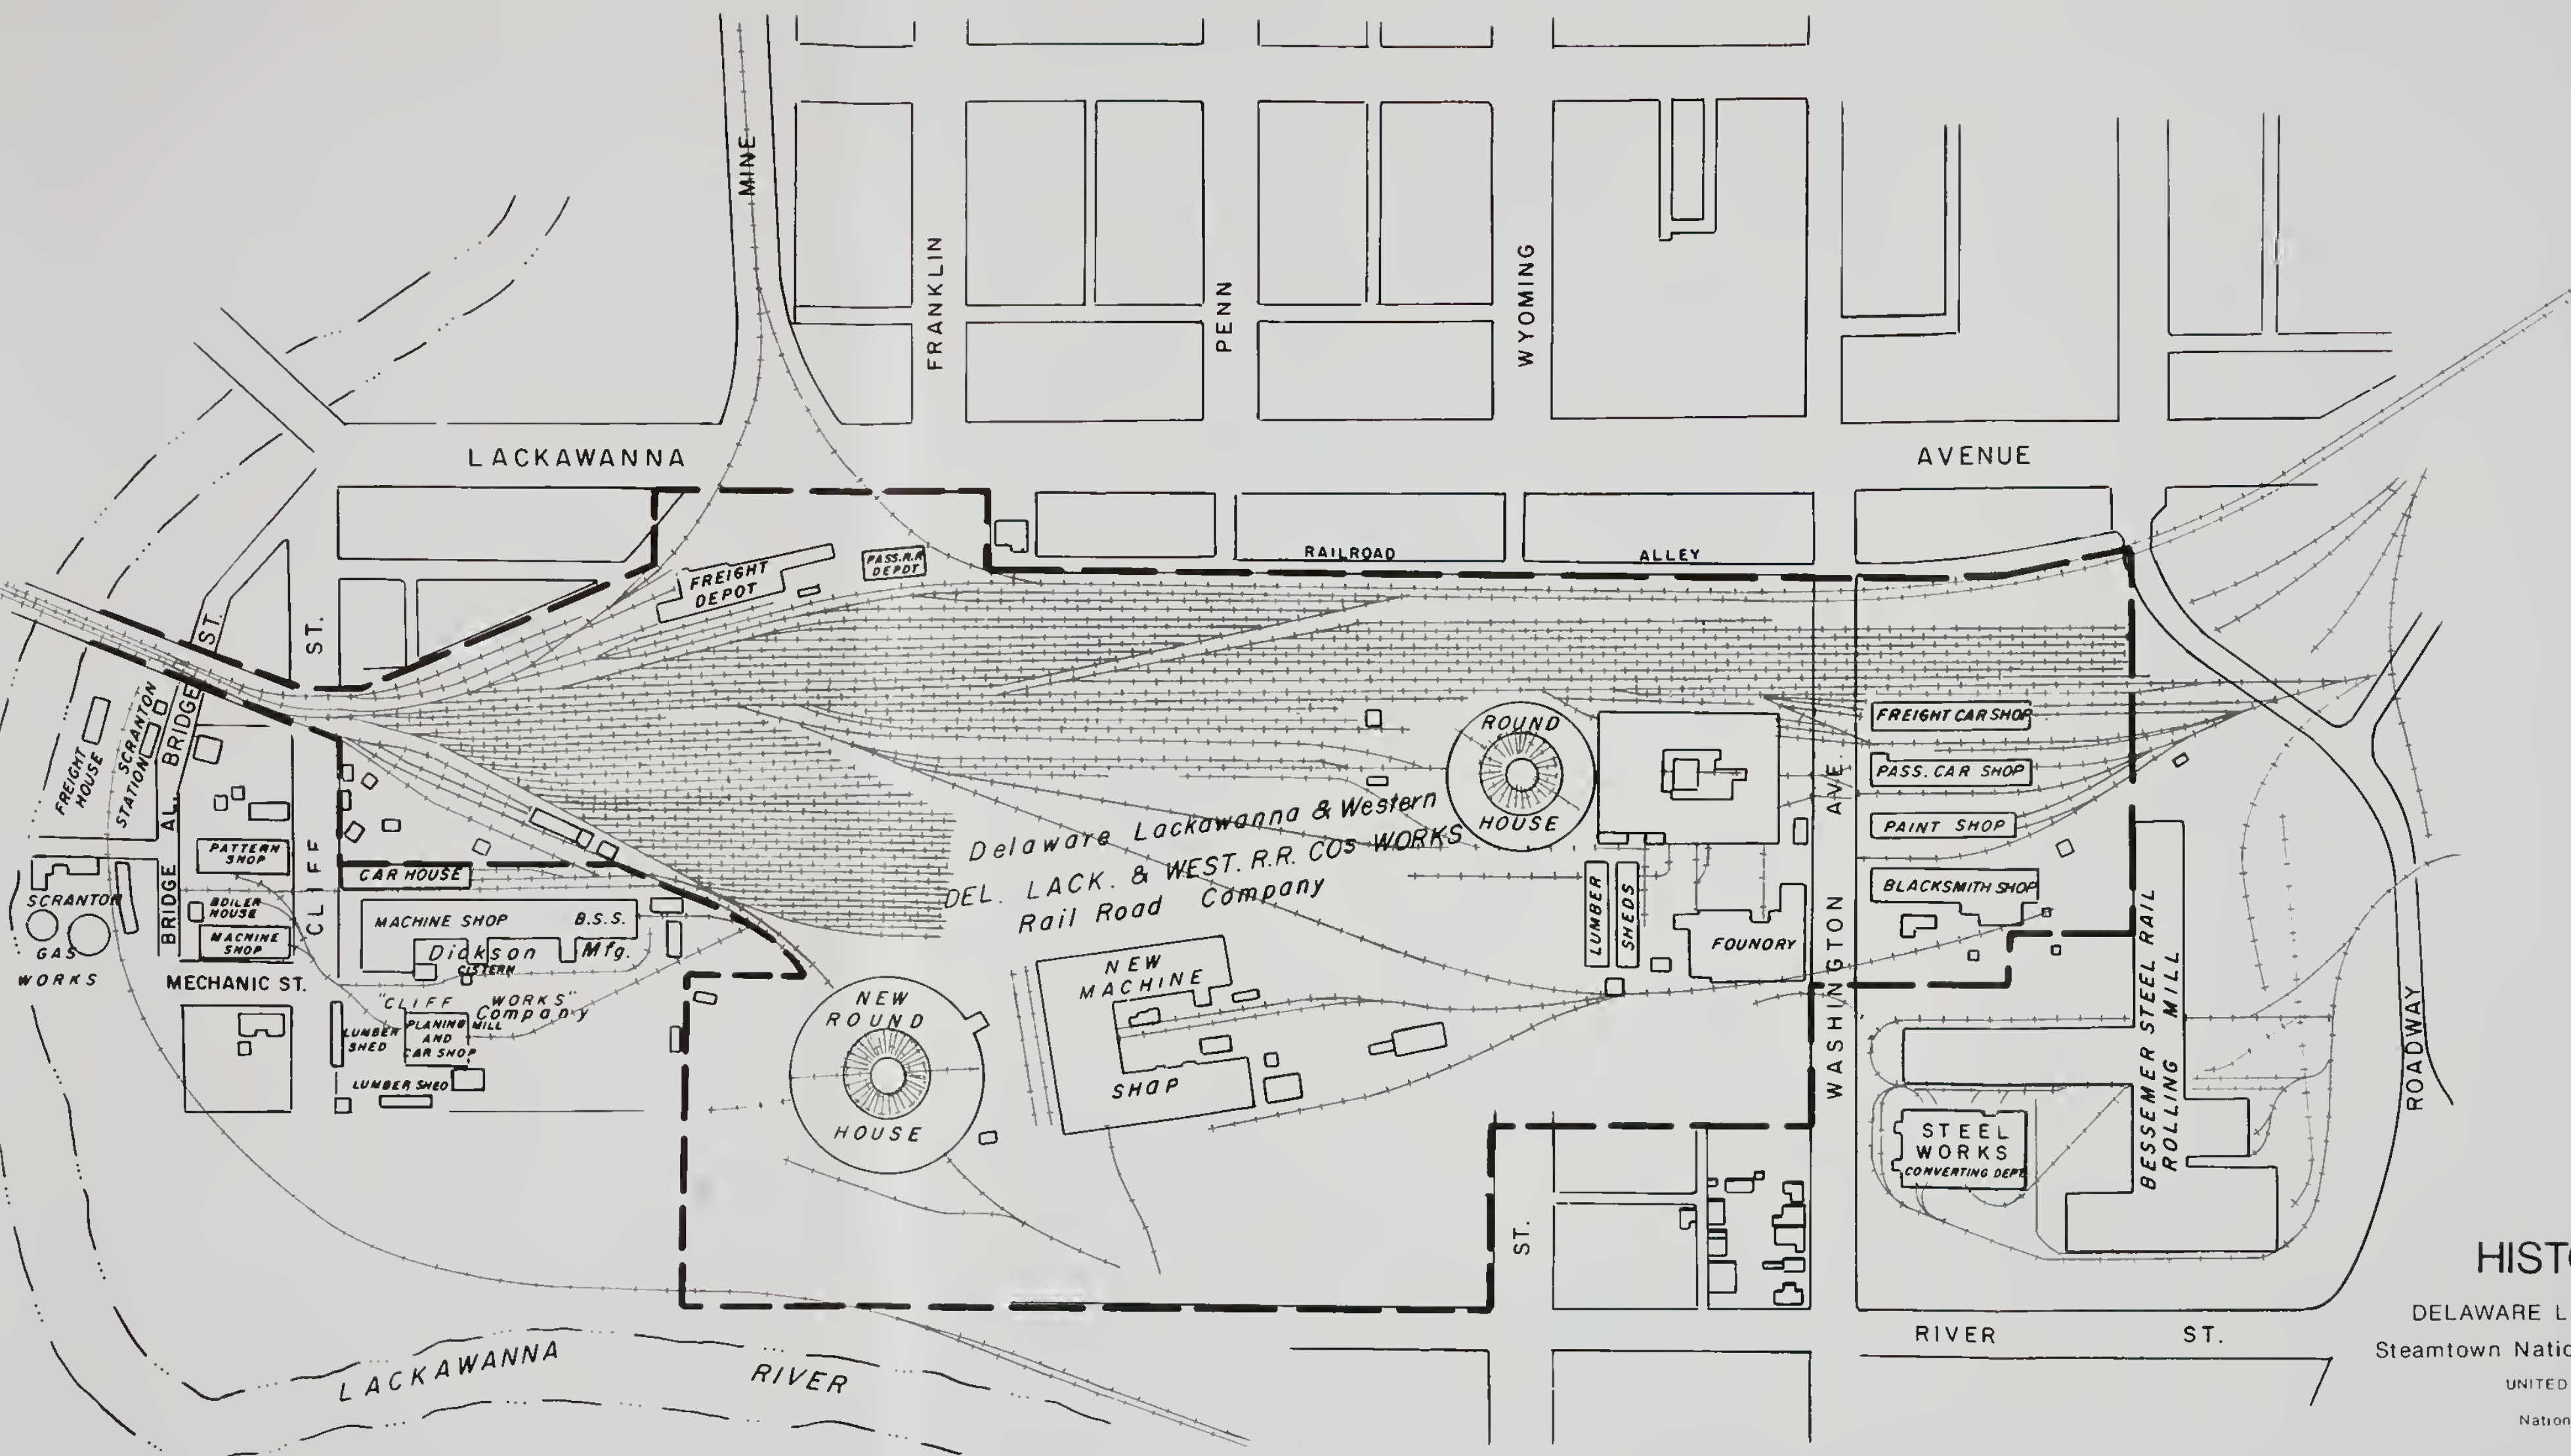 MINE
FRANKLIN
PENN
WYOMING
LACKAWANNA
AVENUE
RAILROAD
ALLEY
FREIGHT
DEPOT
PASS. R.R
DEPOT
ST.
ST.
BRIDGE
SCRANTON
STATION
FREIGHT
HOUSE
BRIDGE AL.
CLIFF
PATTERN
SHOP
SCRANTON
GAS
WORKS
BOILER
HOUSE
MACHINE
SHOP
MECHANIC ST.
CAR HOUSE
MACHINE SHOP
B.S.S.
Dickson Mfg.
CISTERN
"CLIFF WORKS"
Company
LUMBER
SHED
PLANING MILL
AND
CAR SHOP
LUMBER SHED
ROUND
HOUSE
Delaware Lackawanna & Western
DEL. LACK. & WEST. R.R. COs WORKS
Rail Road Company
LUMBER
SHEDS
FOUNDRY
WASHINGTON AVE.
FREIGHT CAR SHOP
PASS. CAR SHOP
PAINT SHOP
BLACKSMITH SHOP
NEW
ROUND
HOUSE
NEW
MACHINE
SHOP
BESSEMER STEEL RAIL
ROLLING MILL
STEEL
WORKS
CONVERTING DEPT
ROADWAY
ST.
RIVER ST.
LACKAWANNA RIVER
HISTO
DELAWARE L
Steamtown Natio
UNITED
Nation